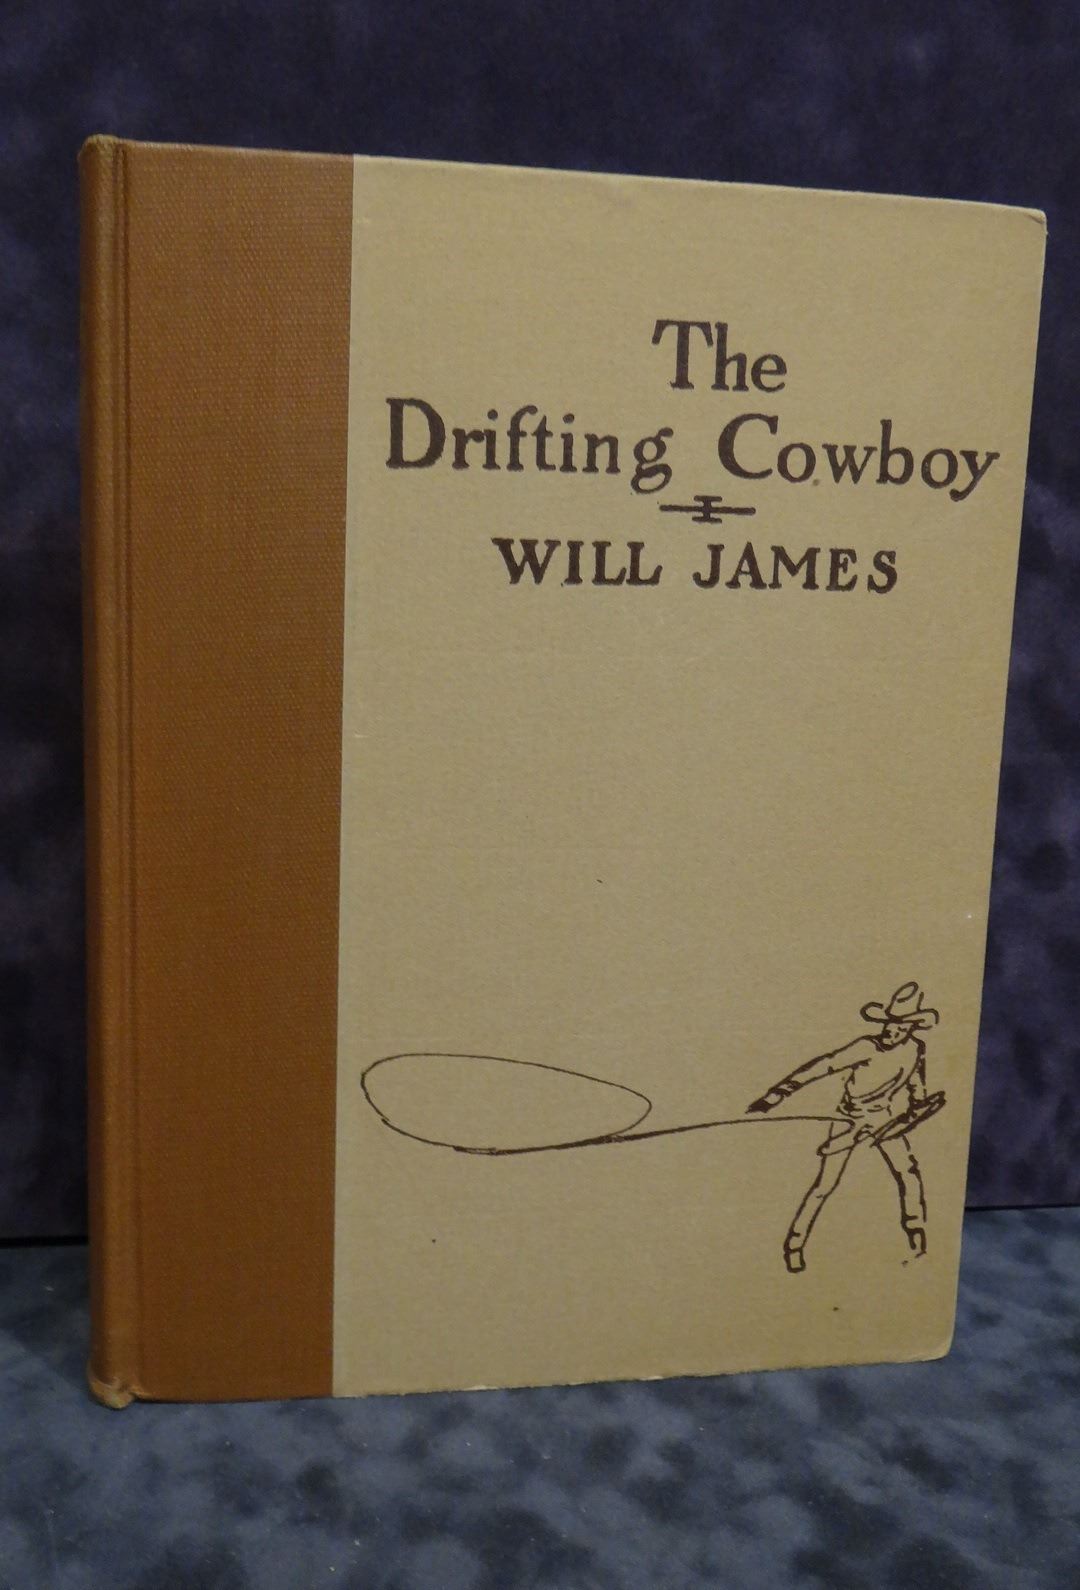 The
Drifting Cowboy
WILL JAMES